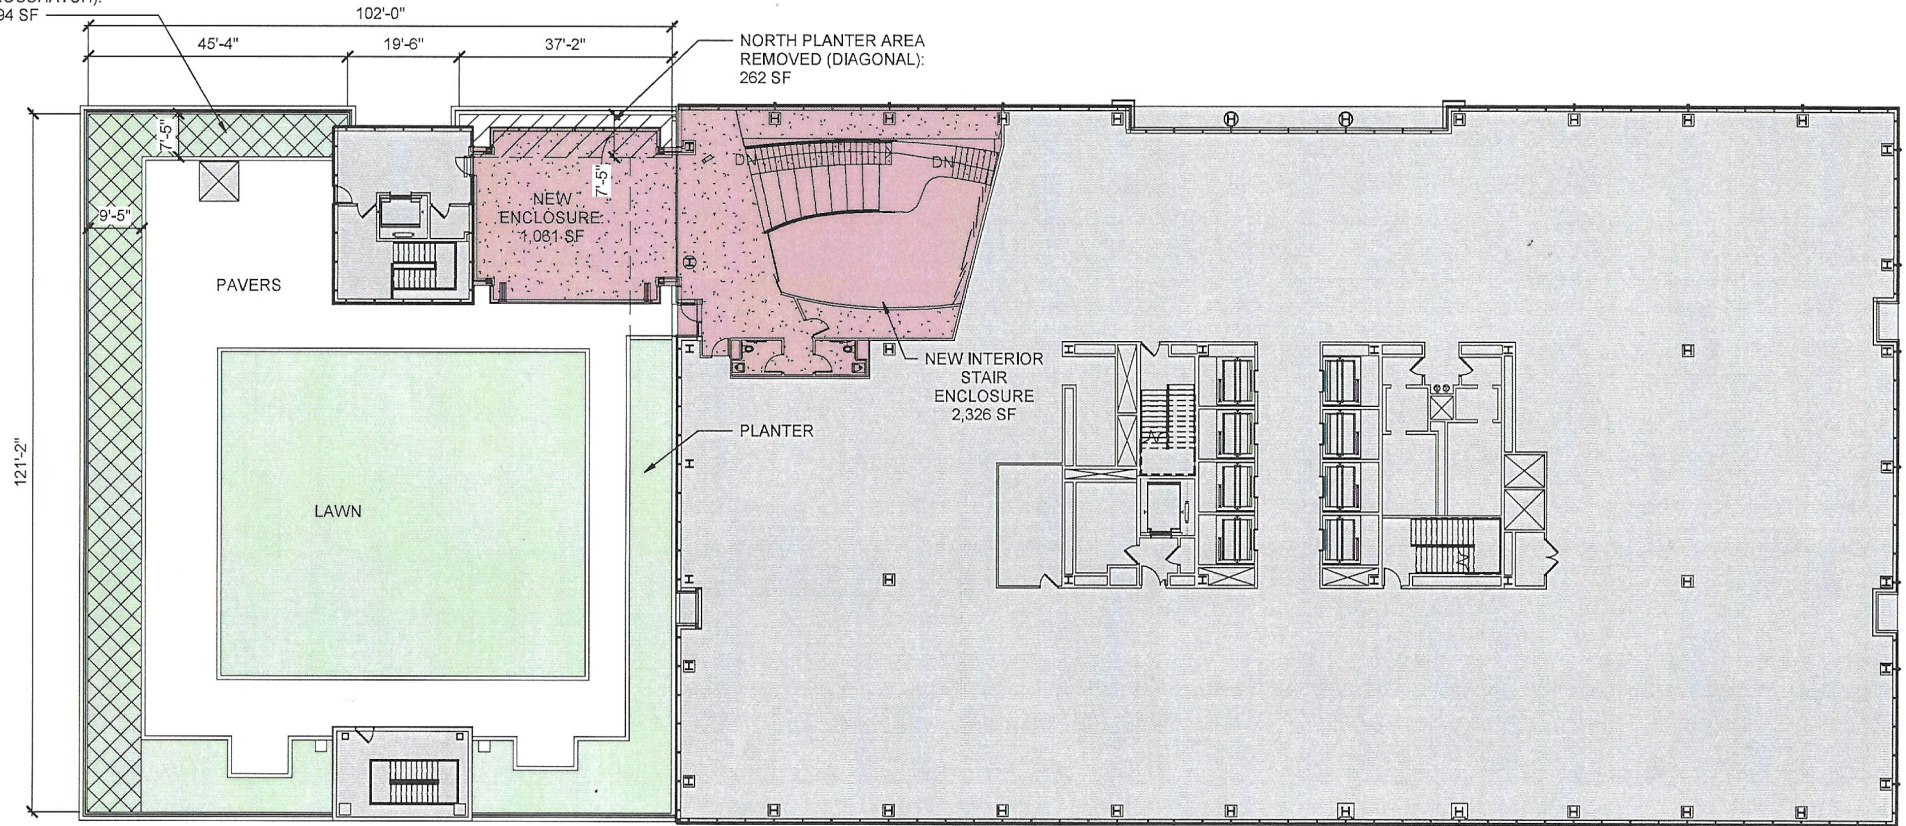 94 SF
102'-0"
45'-4"
19'-6"
37'-2"
NORTH PLANTER AREA
REMOVED (DIAGONAL):
262 SF
7'-5"
7'-5"
9'-5"
121'-2"
DN
DN
NEW
ENCLOSURE
1,061 SF
PAVERS
NEW INTERIOR
STAIR
ENCLOSURE
2,326 SF
PLANTER
LAWN